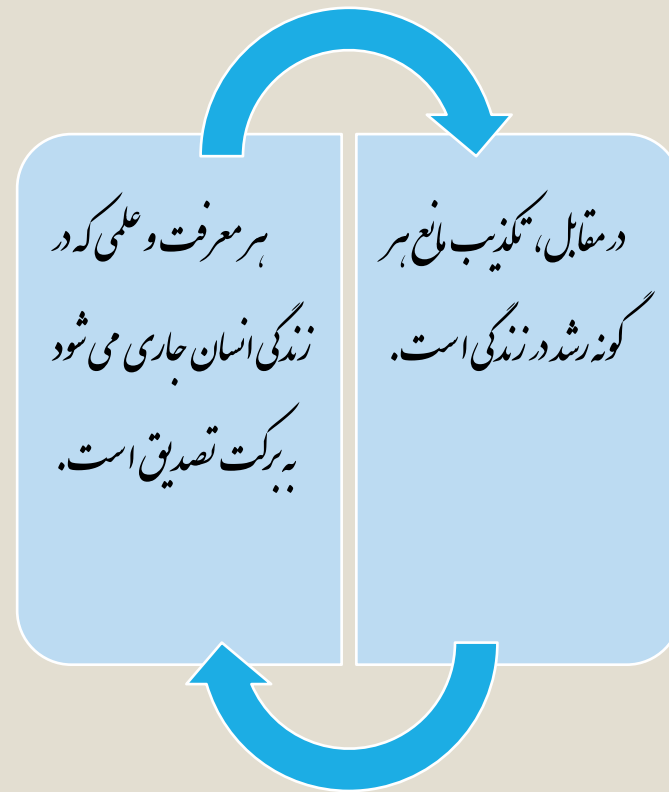 هر معرفت و علمی که در
زندگی انسان جاری می شود
به برکت تصدیق است.
در مقابل، تکذیب مانع هر
گونه رشد در زندگی است.